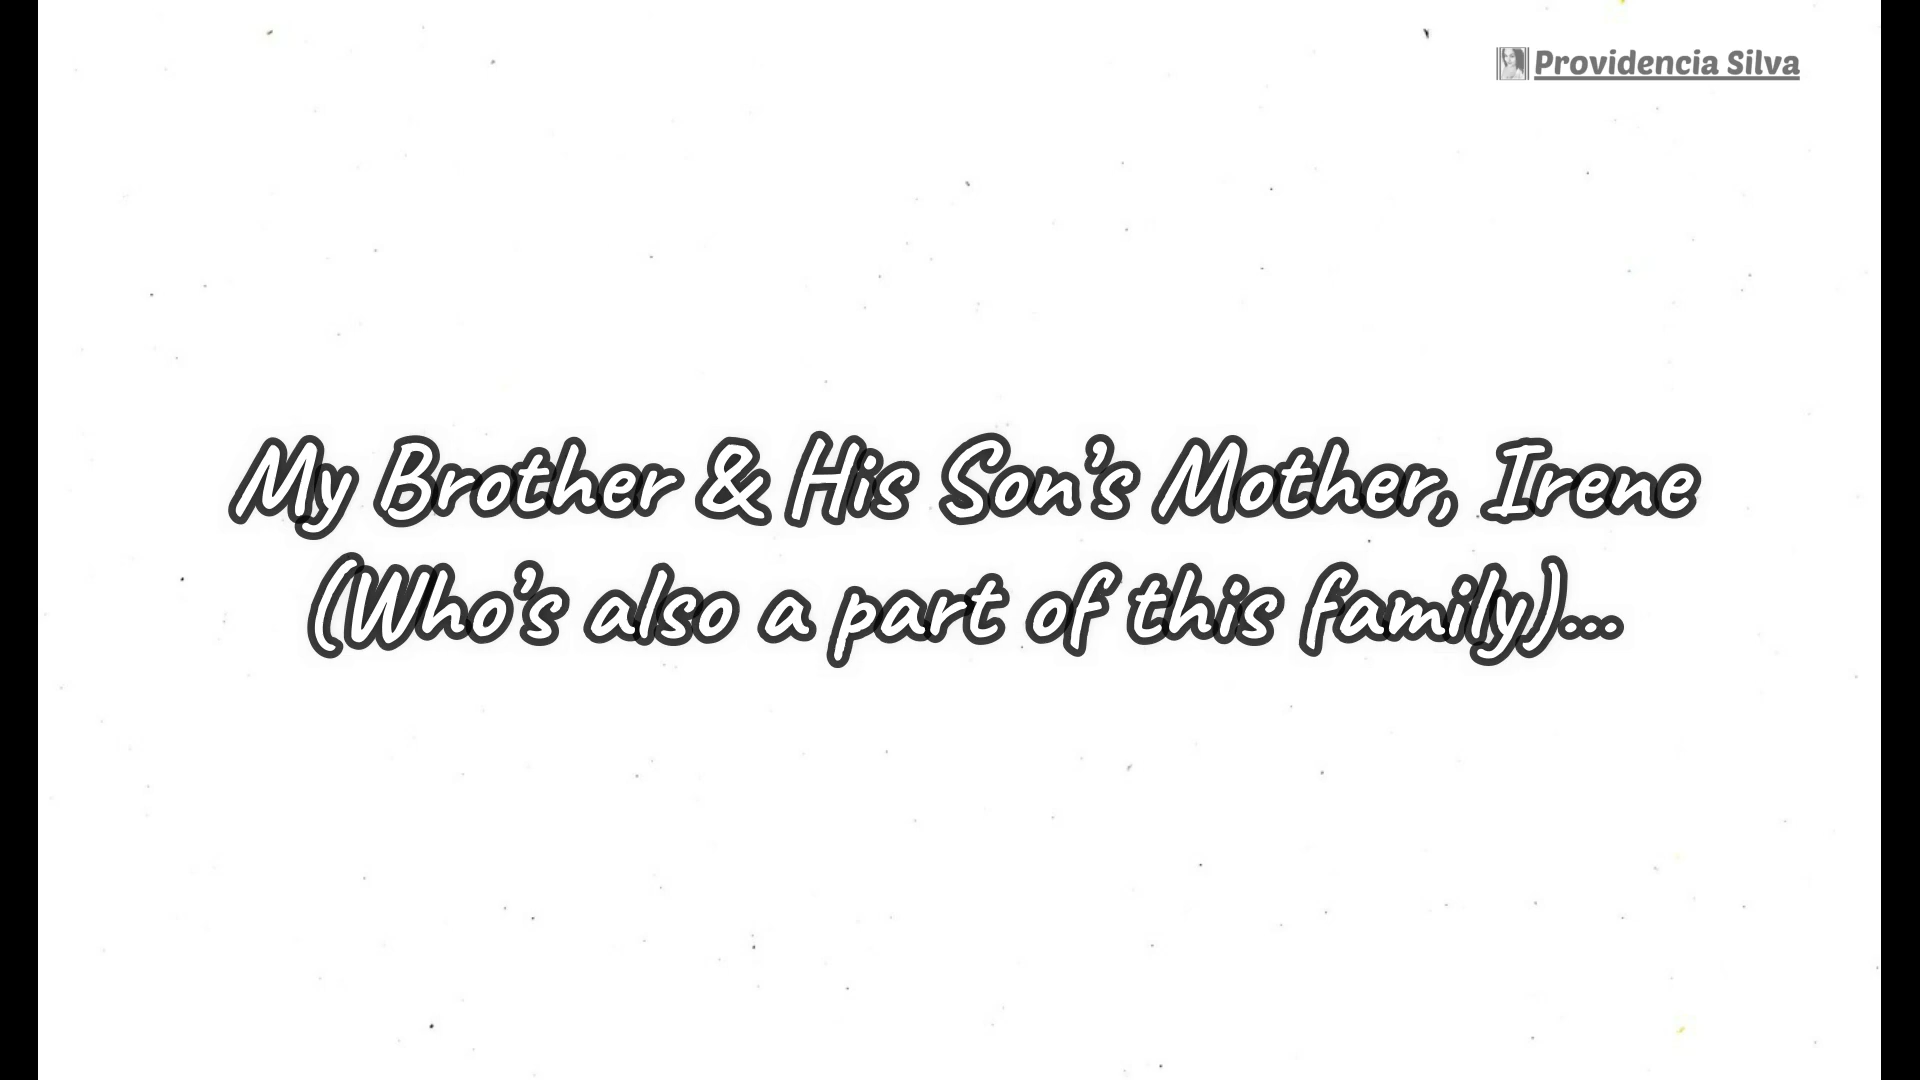 Providencia Silva
My Brother & His Son's Mother, Irene
(Who's also a part of this family)...